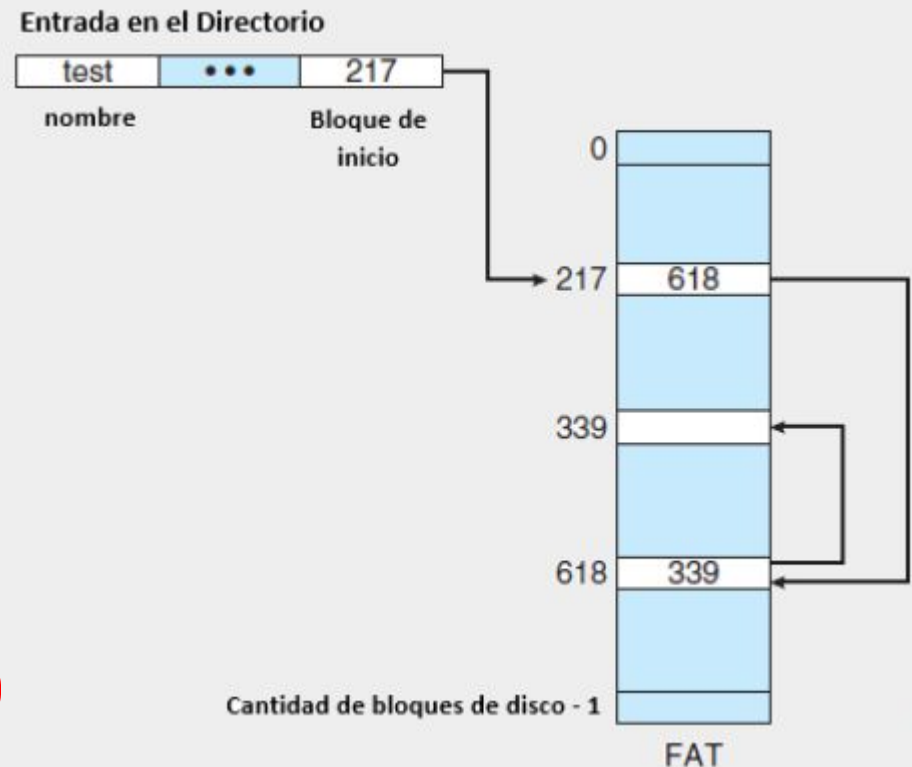 Entrada en el Directorio
test ••• 217
nombre Bloque de
inicio
0
217 618
339
618 339
Cantidad de bloques de disco - 1
FAT